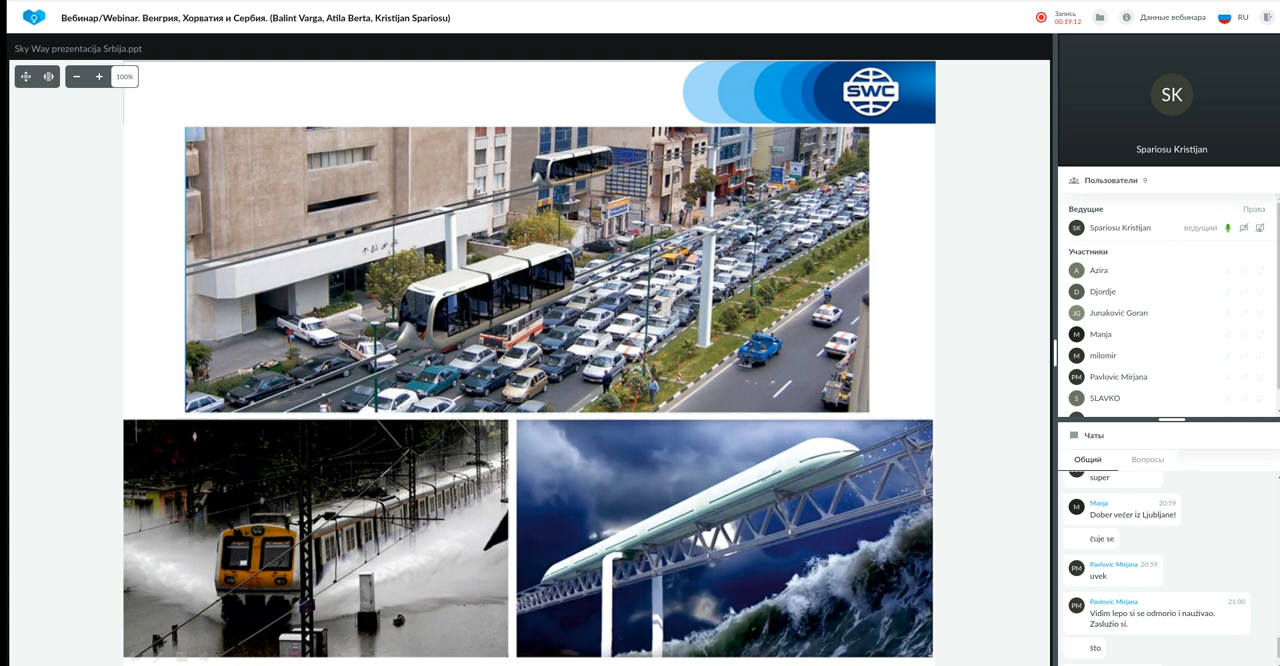 Вебинар/Webinar. Венгрия, Хорватия и Сербия. (Balint Varga, Atila Berta, Kristijan Spariosu)
Запись
00:19:12
Данные вебинара
RU
Sky Way prezentacija Srbija.ppt
100%
SWC
SK
Spariosu Kristijan
Пользователи 9
Ведущие
Права
SK
Spariosu Kristijan
ведущий
Участники
A
Azira
D
Djordje
JG
Junaković Goran
M
Manja
M
milomir
PM
Pavlovic Mirjana
S
SLAVKO
Чаты
Общий
Вопросы
super
M
Manja
20:59
Dober večer iz Ljubljane!
čuje se
PM
Pavlovic Mirjana 20:59
uvek
PM
Pavlovic Mirjana
21:00
Vidim lepo si se odmorio i nauživao.
Zaslužio si.
što